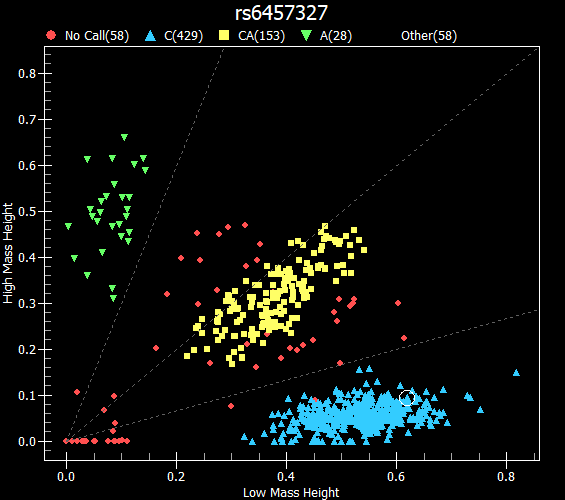 rs6457327
No Call(58) C(429) CA(153) A(28) Other(58)
High Mass Height
0.8
0.7
0.6
0.5
0.4
0.3
0.2
0.1
0.0
0.0 0.2 0.4 0.6 0.8
Low Mass Height